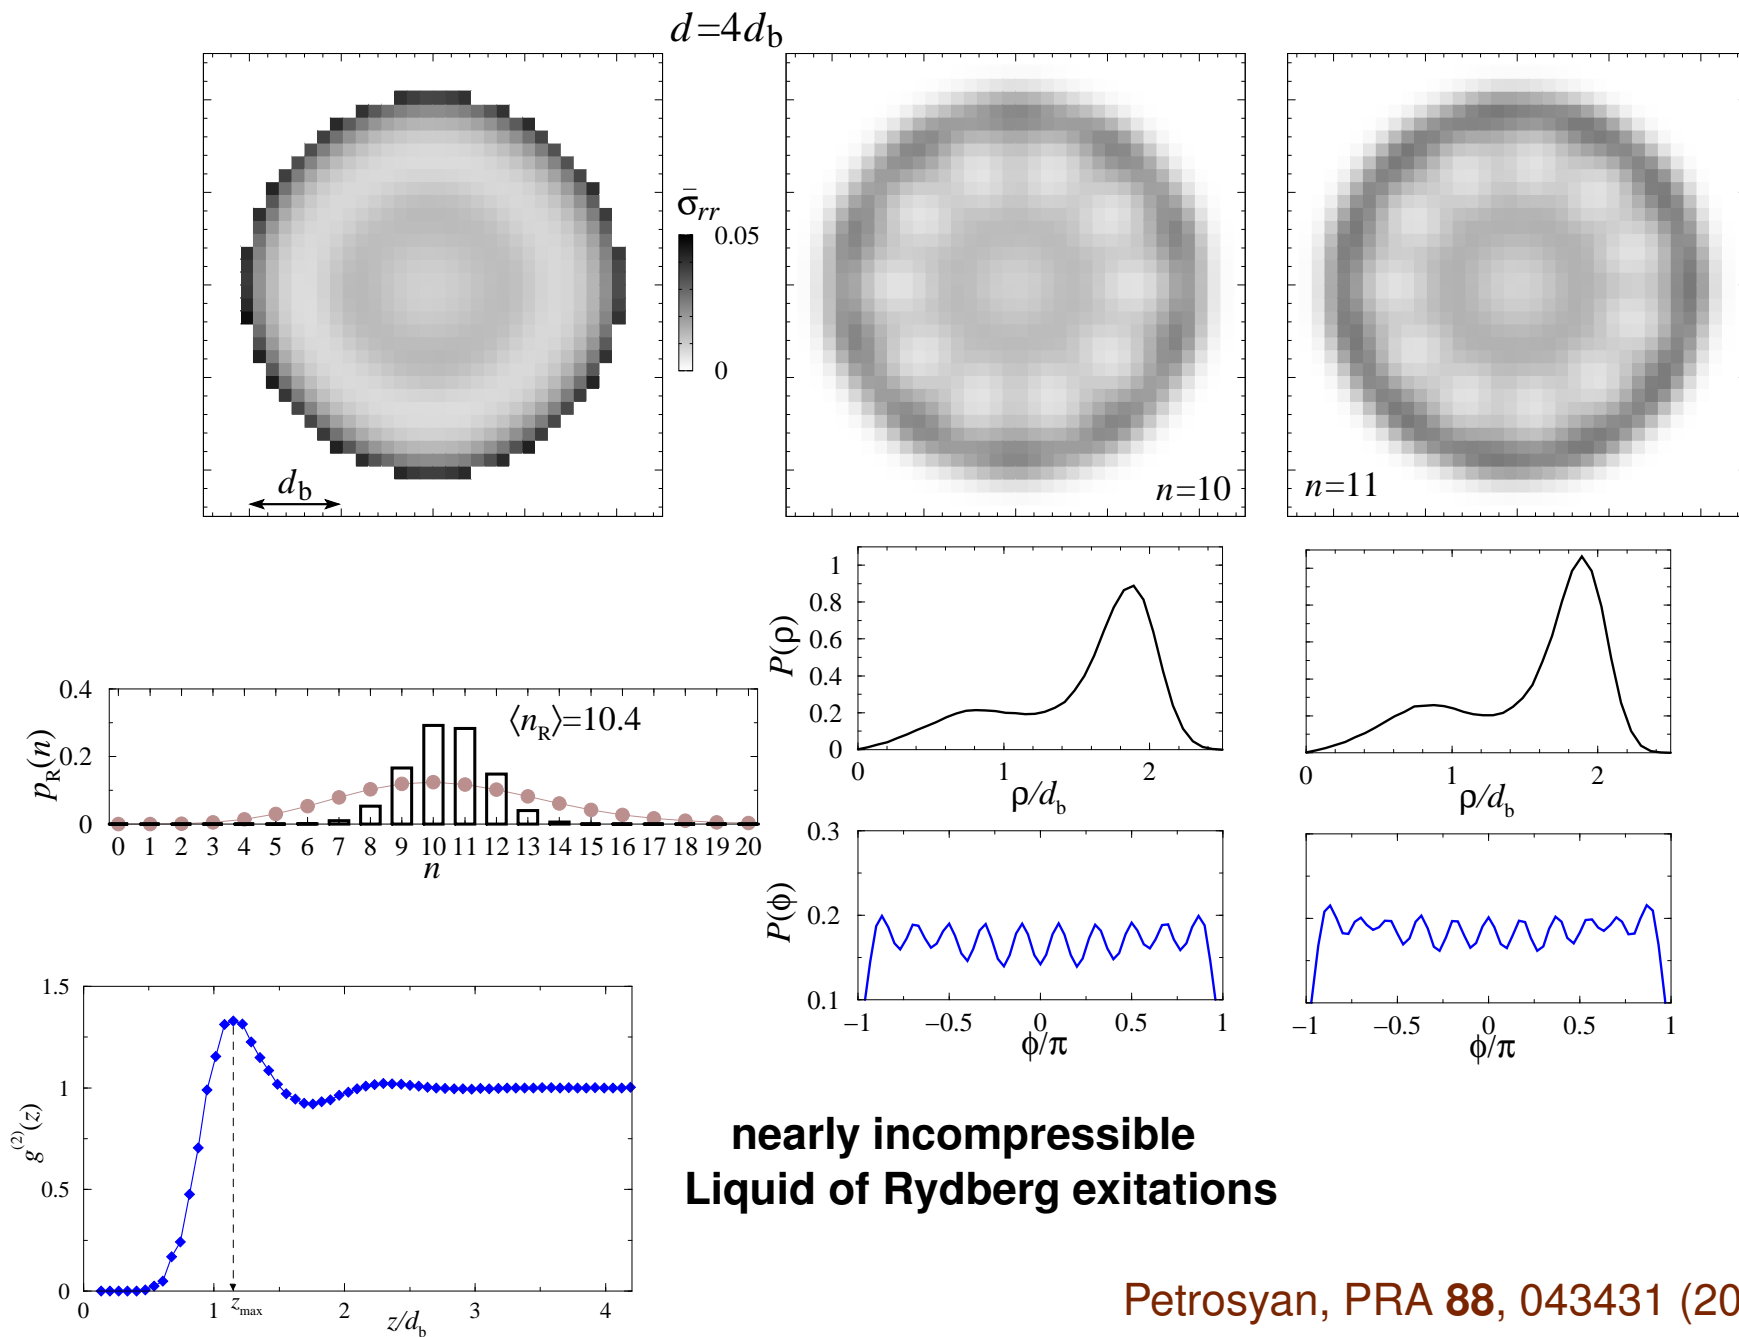 d=4d_b
σ̄_rr
0.05
0
d_b
n=10
n=11
1
0.8
0.6
0.4
0.2
0
P(ρ)
0 1 2
ρ/d_b
0 1 2
ρ/d_b
0.4
0.2
0
p_R(n)
⟨n_R⟩=10.4
0 1 2 3 4 5 6 7 8 9 10 11 12 13 14 15 16 17 18 19 20
n
0.3
0.2
0.1
P(ϕ)
−1 −0.5 0 0.5 1
ϕ/π
−1 −0.5 0 0.5 1
ϕ/π
1.5
1
0.5
0
g^(2)(z)
0 1 z_max 2 3 4
z/d_b
nearly incompressible
Liquid of Rydberg exitations
Petrosyan, PRA 88, 043431 (20